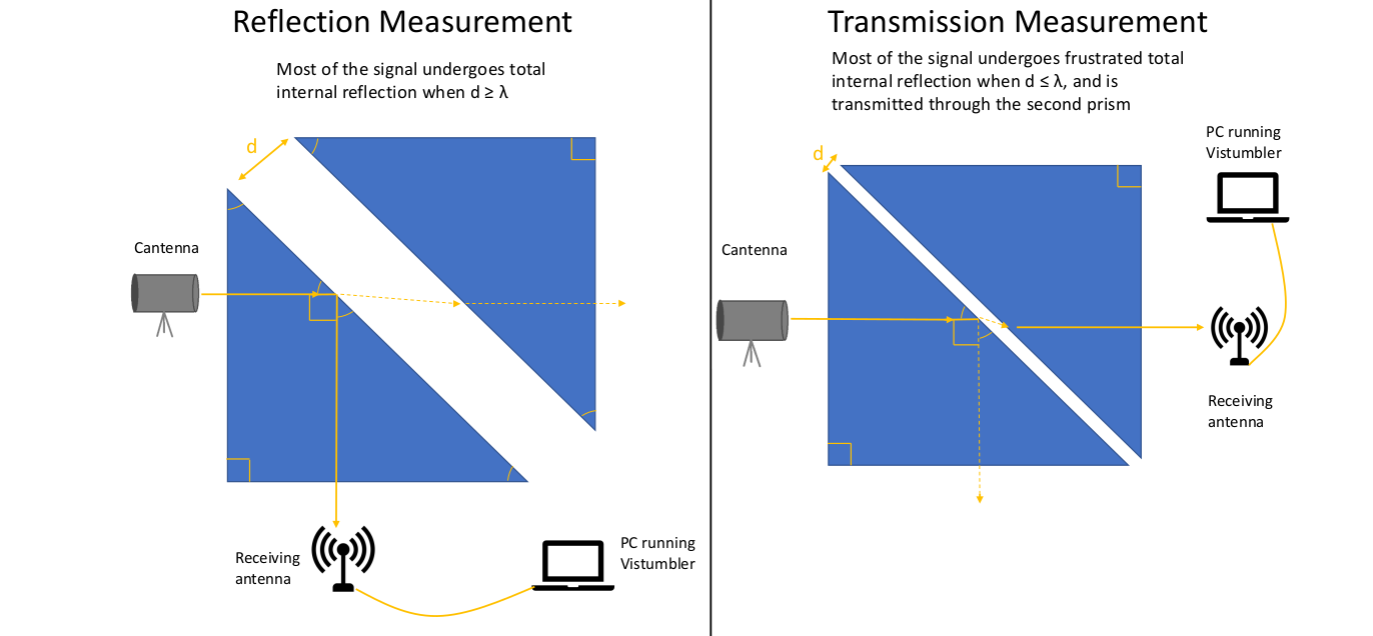 Reflection Measurement
Most of the signal undergoes total
internal reflection when d ≥ λ
d
Cantenna
Receiving
antenna
PC running
Vistumbler
Transmission Measurement
Most of the signal undergoes frustrated total
internal reflection when d ≤ λ, and is
transmitted through the second prism
PC running
Vistumbler
d
Cantenna
Receiving
antenna